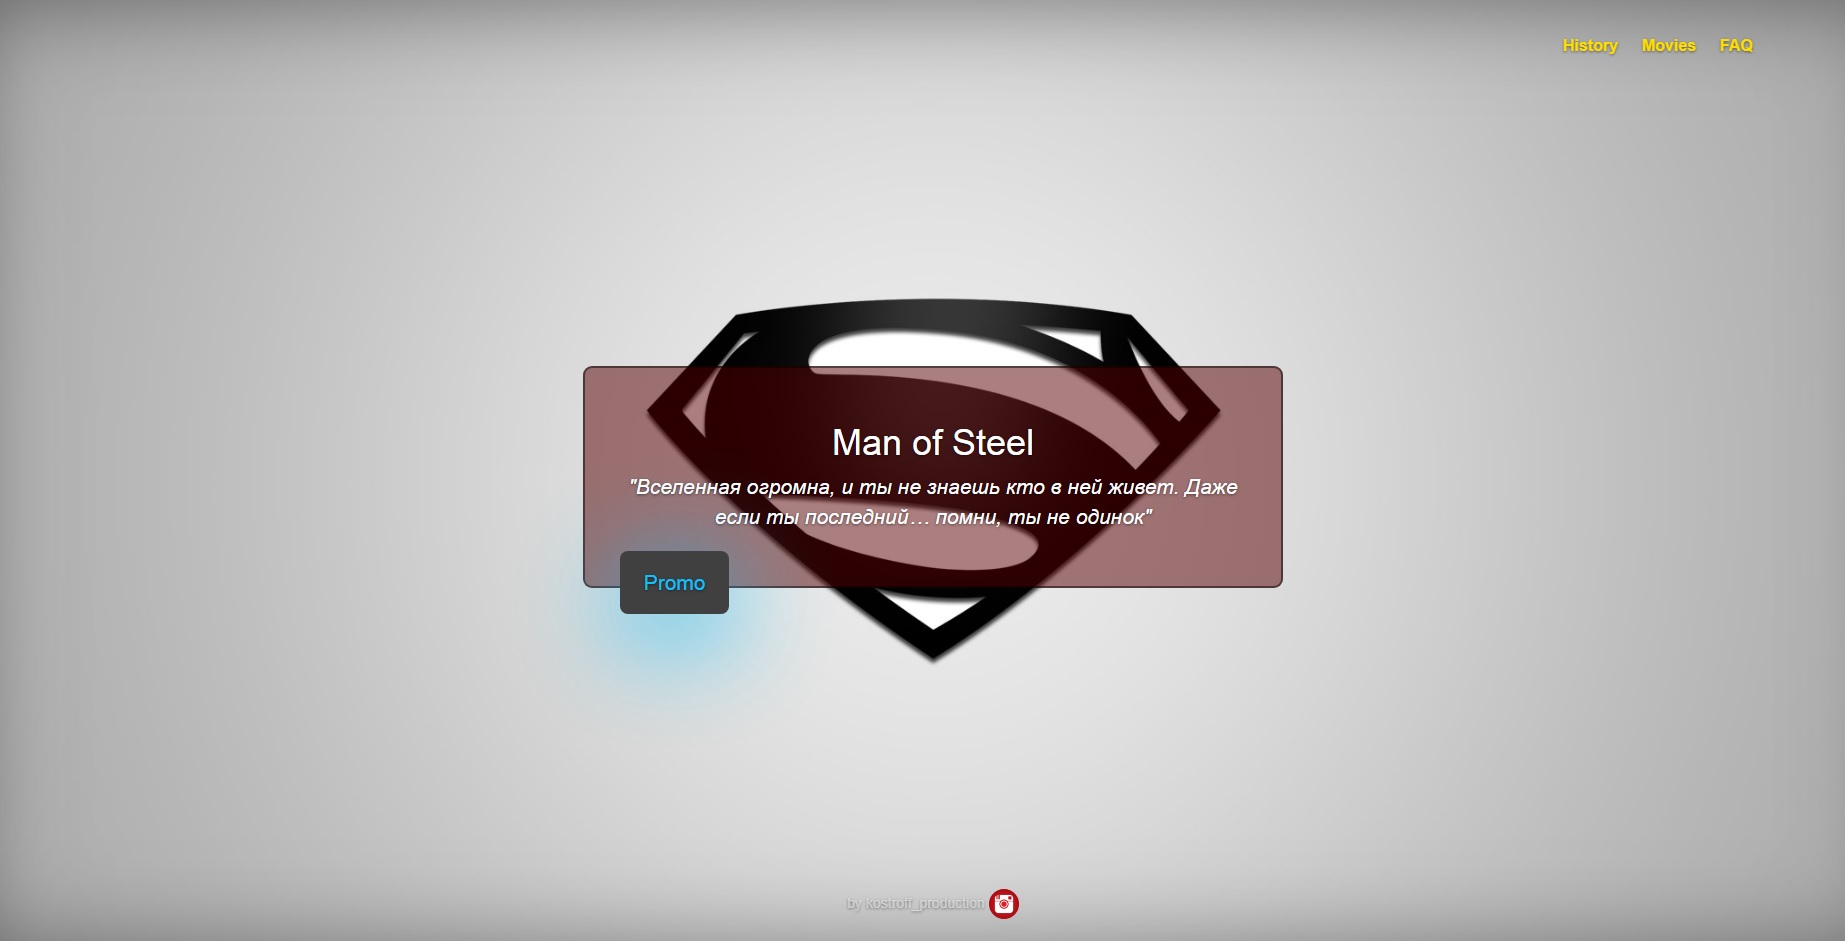 History Movies FAQ
Man of Steel
"Вселенная огромна, и ты не знаешь кто в ней живет. Даже
если ты последний… помни, ты не одинок"
Promo
by kostroff_production